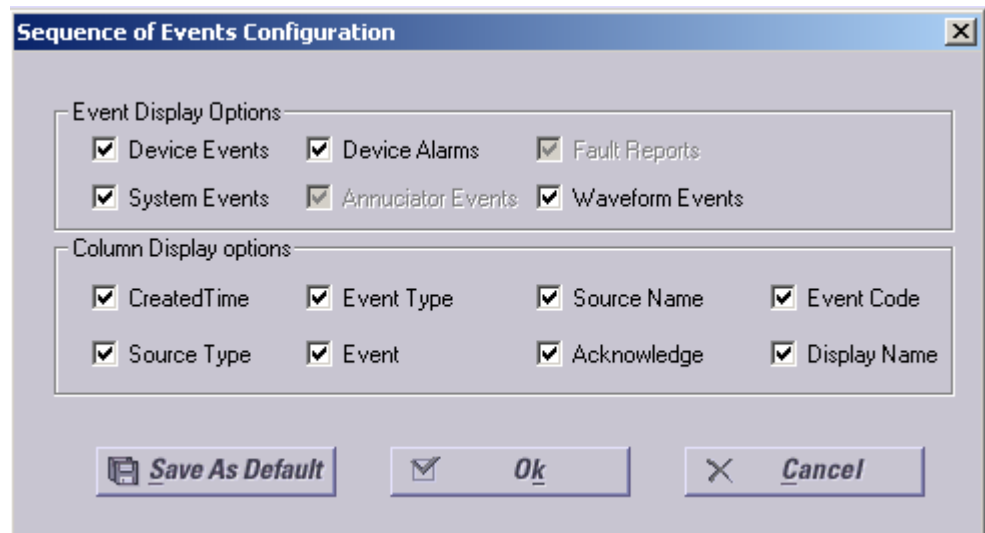 Sequence of Events Configuration
Event Display Options
Device Events Device Alarms Fault Reports
System Events Annuciator Events Waveform Events
Column Display options
CreatedTime Event Type Source Name Event Code
Source Type Event Acknowledge Display Name
Save As Default Ok Cancel